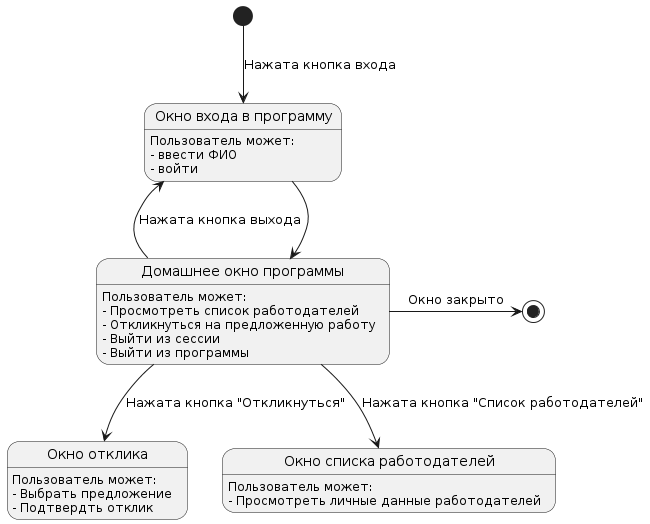 Нажата кнопка входа
Окно входа в программу
Пользователь может:
- ввести ФИО
- войти
Нажата кнопка выхода
Домашнее окно программы
Пользователь может:
- Просмотреть список работодателей
- Откликнуться на предложенную работу
- Выйти из сессии
- Выйти из программы
Окно закрыто
Нажата кнопка "Откликнуться"
Нажата кнопка "Список работодателей"
Окно отклика
Пользователь может:
- Выбрать предложение
- Подтвердть отклик
Окно списка работодателей
Пользователь может:
- Просмотреть личные данные работодателей